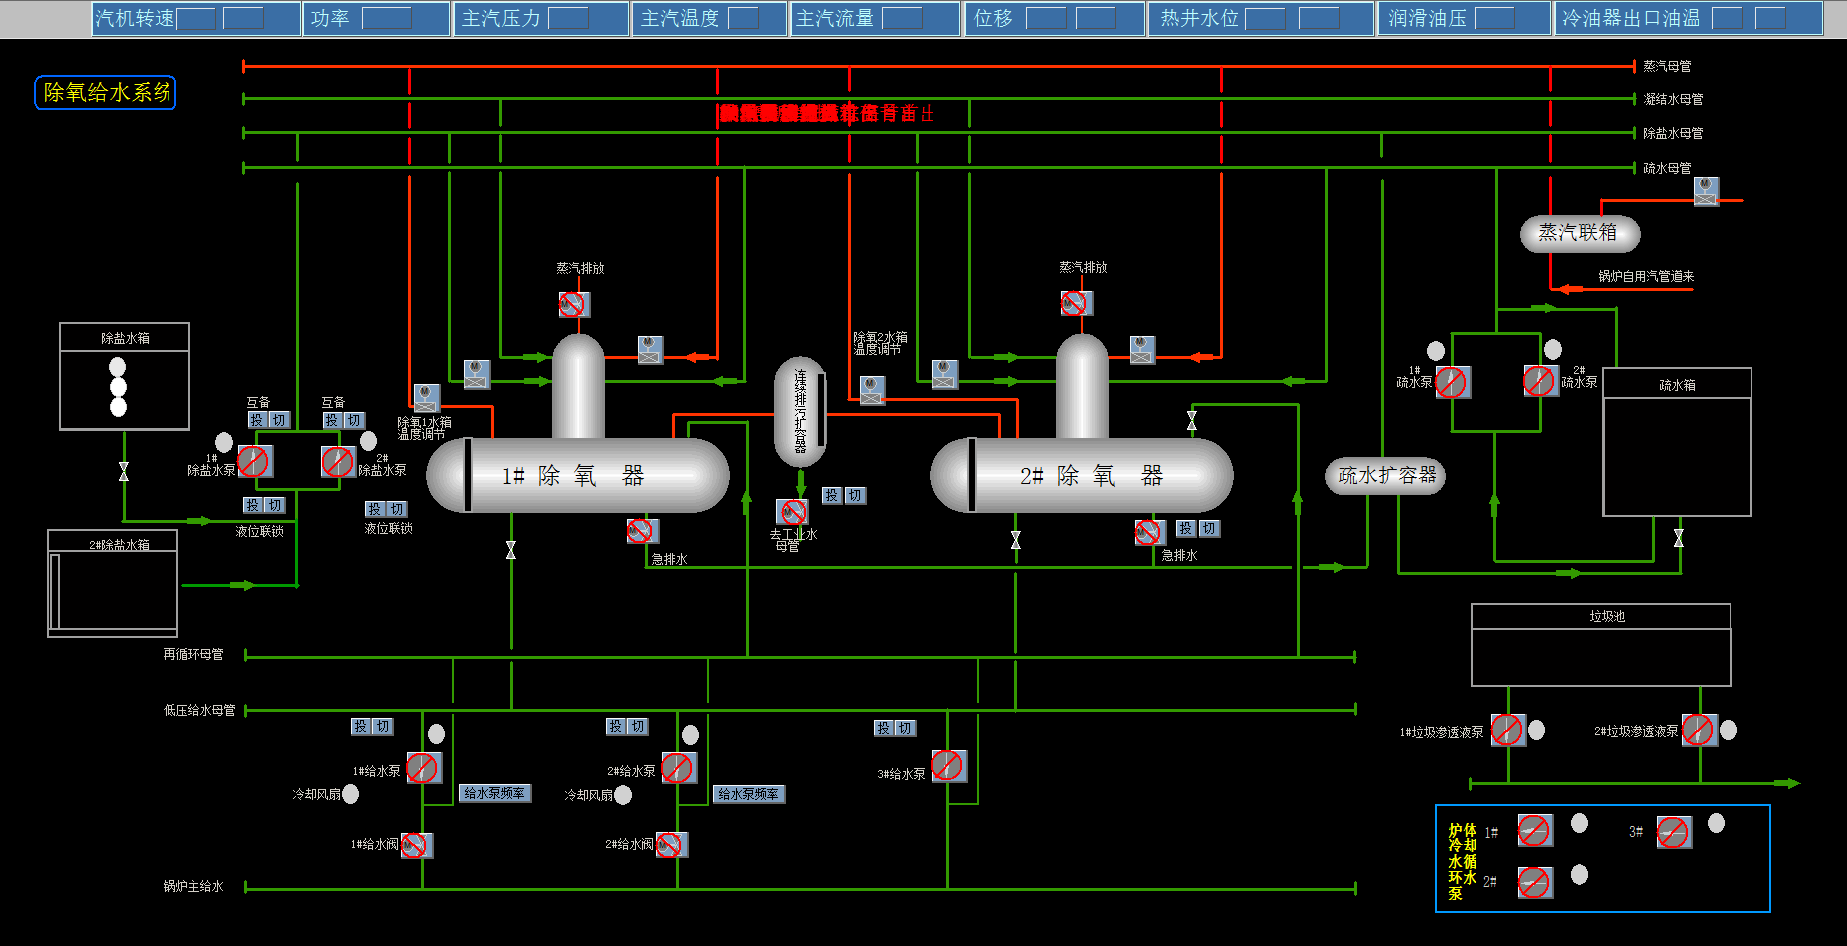 汽机转速
功率
主汽压力
主汽温度
主汽流量
位移
热井水位
润滑油压
冷油器出口油温
除氧给水系统
蒸汽母管
凝结水母管
除盐水母管
疏水母管
M
蒸汽联箱
锅炉自用汽管道来
蒸汽排放
蒸汽排放
M
M
除盐水箱
M
M
除氧2水箱
温度调节
M
M
M
M
M
连续排污扩容器
1#
疏水泵
2#
疏水泵
疏水箱
互备
投 切
互备
投 切
除氧1水箱
温度调节
1#
除盐水泵
2#
除盐水泵
1# 除 氧 器
2# 除 氧 器
疏水扩容器
投 切
液位联锁
投 切
液位联锁
投 切
M
去工业水
母管
M
急排水
M
投 切
急排水
2#除盐水箱
再循环母管
低压给水母管
垃圾池
投 切
投 切
投 切
1#给水泵
2#给水泵
3#给水泵
1#垃圾渗透液泵
2#垃圾渗透液泵
冷却风扇
给水泵频率
冷却风扇
给水泵频率
1#给水阀
M
2#给水阀
M
锅炉主给水
炉体
冷却
水循
环水
泵
1#
3#
2#